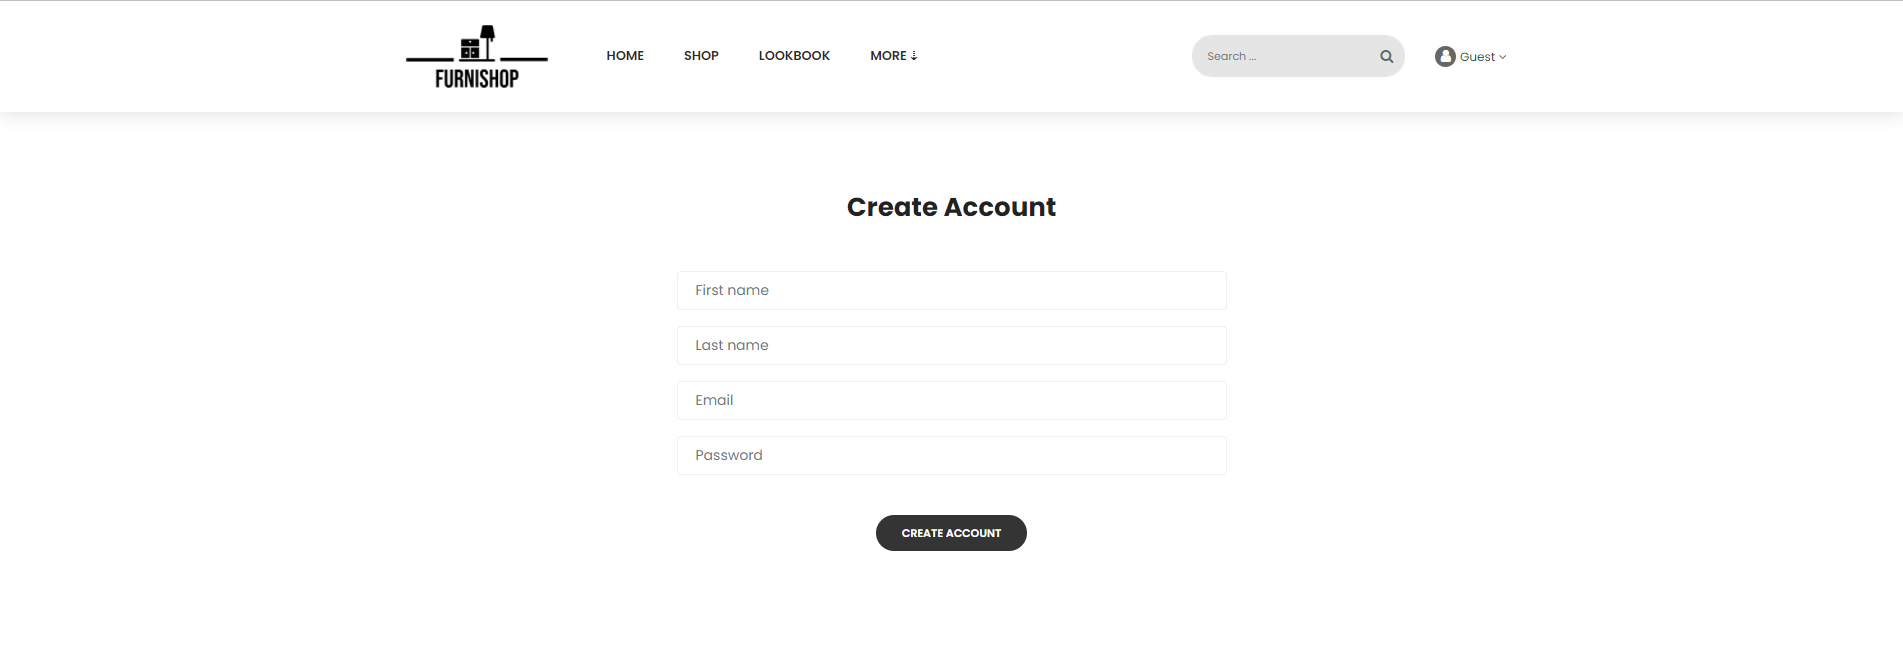 FURNISHOP
HOME SHOP LOOKBOOK MORE
Search ...
Guest
Create Account
First name
Last name
Email
Password
CREATE ACCOUNT